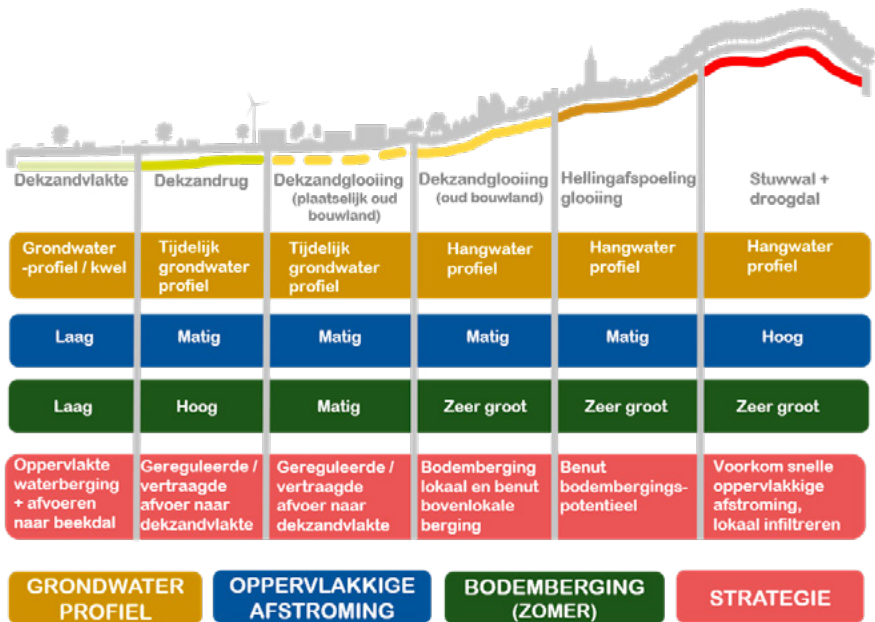 Dekzandvlakte
Dekzandrug
Dekzandglooiing
(plaatselijk oud
bouwland)
Dekzandglooiing
(oud bouwland)
Hellingafspoeling
glooiing
Stuwwal +
droogdal
Grondwater
-profiel / kwel
Tijdelijk
grondwater
profiel
Tijdelijk
grondwater
profiel
Hangwater
profiel
Hangwater
profiel
Hangwater
profiel
Laag
Matig
Matig
Matig
Matig
Hoog
Laag
Hoog
Matig
Zeer groot
Zeer groot
Zeer groot
Oppervlakte
waterberging
+ afvoeren
naar beekdal
Gereguleerde /
vertraagde
afvoer naar
dekzandvlakte
Gereguleerde /
vertraagde
afvoer naar
dekzandvlakte
Bodemberging
lokaal en benut
bovenlokale
berging
Benut
bodembergings-
potentieel
Voorkom snelle
oppervlakkige
afstroming,
lokaal infiltreren
GRONDWATER
PROFIEL
OPPERVLAKKIGE
AFSTROMING
BODEMBERGING
(ZOMER)
STRATEGIE